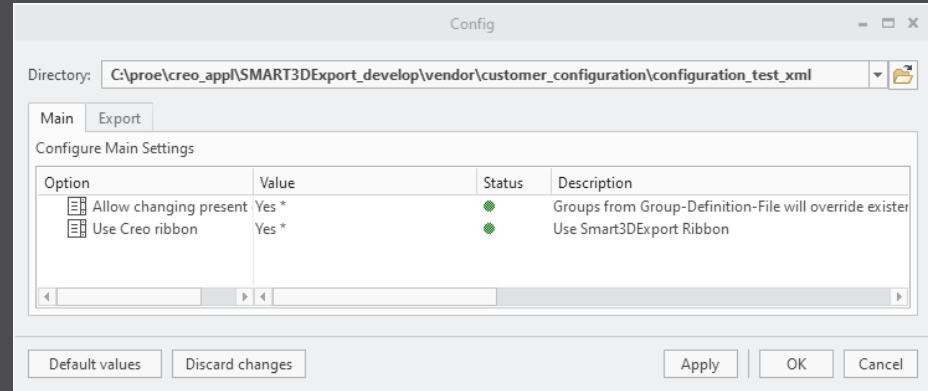 Config
Directory: C:\proe\creo_appl\SMART3DExport_develop\vendor\customer_configuration\configuration_test_xml
Main Export
Configure Main Settings
Option Value Status Description
Allow changing present Yes * Groups from Group-Definition-File will override exister
Use Creo ribbon Yes * Use Smart3DExport Ribbon
Default values Discard changes Apply OK Cancel